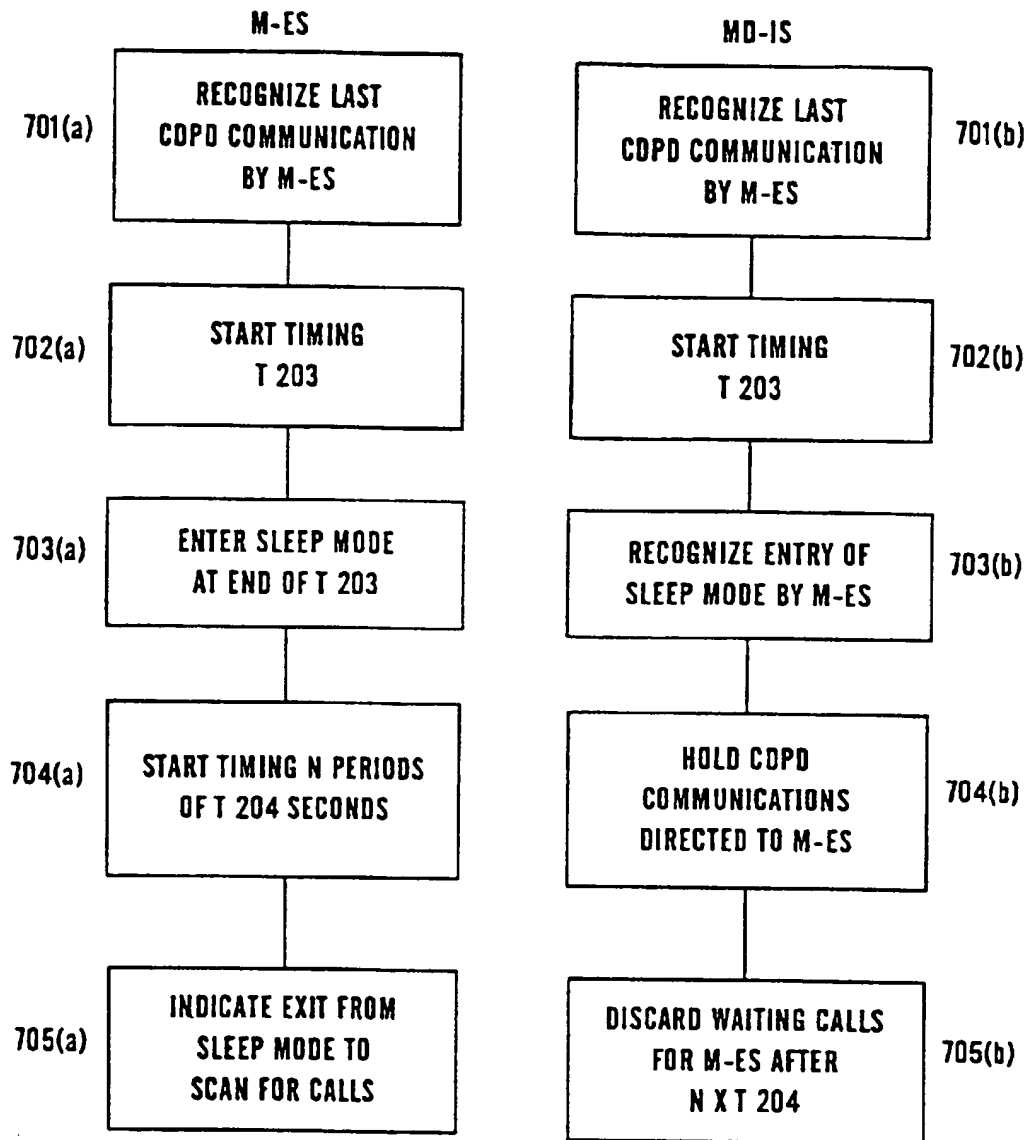 M-ES
701(a)
RECOGNIZE LAST
CDPD COMMUNICATION
BY M-ES
702(a)
START TIMING
T 203
703(a)
ENTER SLEEP MODE
AT END OF T 203
704(a)
START TIMING N PERIODS
OF T 204 SECONDS
705(a)
INDICATE EXIT FROM
SLEEP MODE TO
SCAN FOR CALLS
MD-IS
RECOGNIZE LAST
CDPD COMMUNICATION
BY M-ES
701(b)
START TIMING
T 203
702(b)
RECOGNIZE ENTRY OF
SLEEP MODE BY M-ES
703(b)
HOLD CDPD
COMMUNICATIONS
DIRECTED TO M-ES
704(b)
DISCARD WAITING CALLS
FOR M-ES AFTER
N X T 204
705(b)